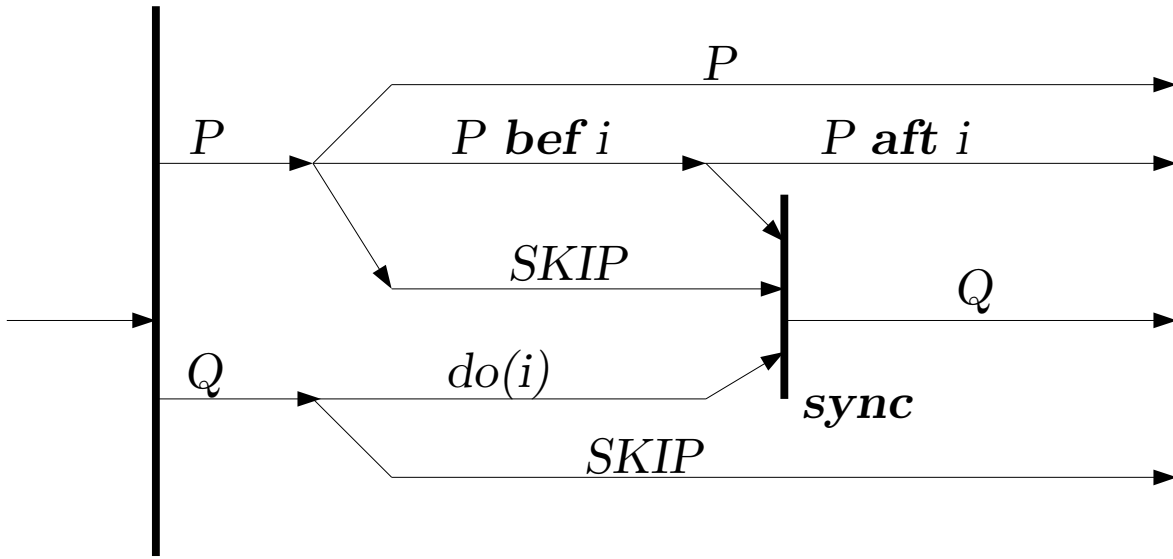 P
P
P bef i
P aft i
SKIP
Q
Q
do(i)
sync
SKIP